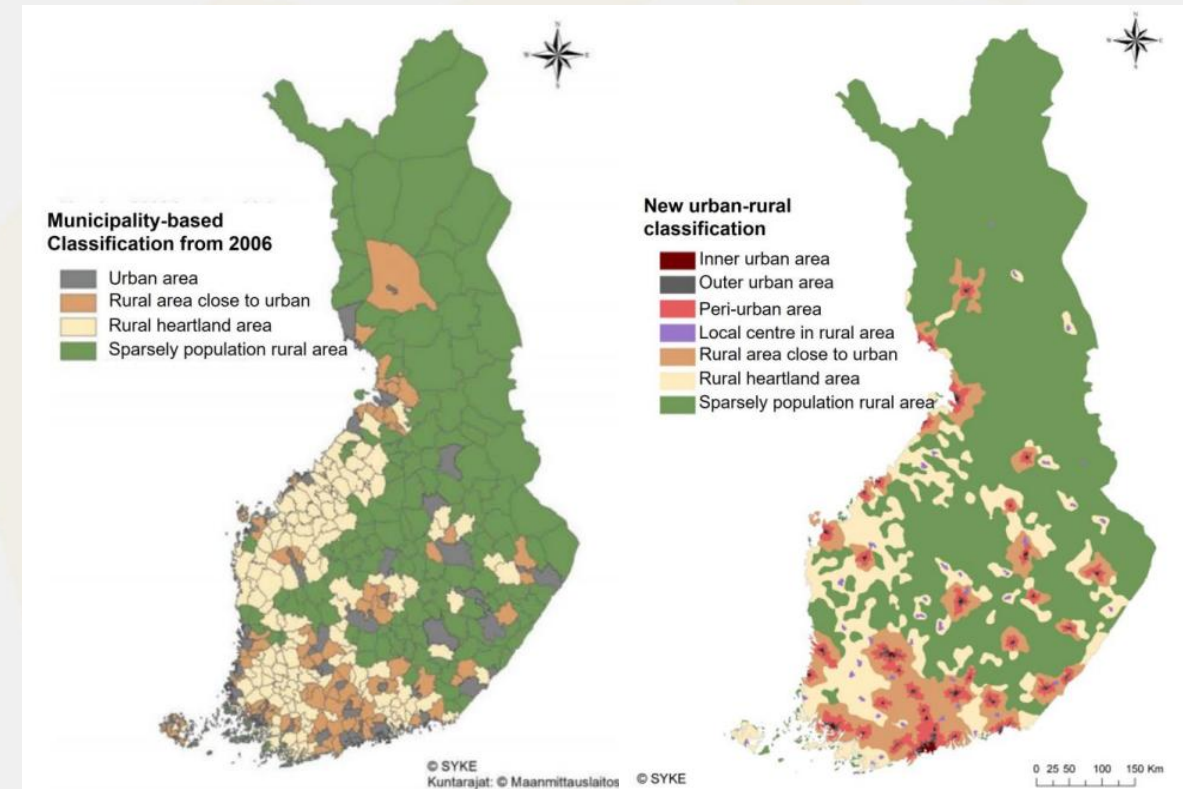 Municipality-based
Classification from 2006
Urban area
Rural area close to urban
Rural heartland area
Sparsely population rural area
© SYKE
Kuntarajat: © Maanmittauslaitos
New urban-rural
classification
Inner urban area
Outer urban area
Peri-urban area
Local centre in rural area
Rural area close to urban
Rural heartland area
Sparsely population rural area
© SYKE
0 25 50 100 150 Km